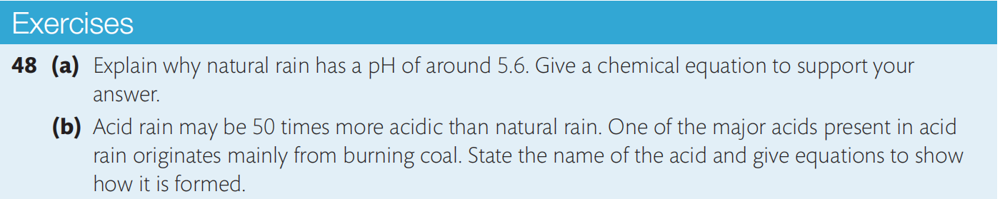 Exercises
48 (a) Explain why natural rain has a pH of around 5.6. Give a chemical equation to support your
answer.
(b) Acid rain may be 50 times more acidic than natural rain. One of the major acids present in acid
rain originates mainly from burning coal. State the name of the acid and give equations to show
how it is formed.